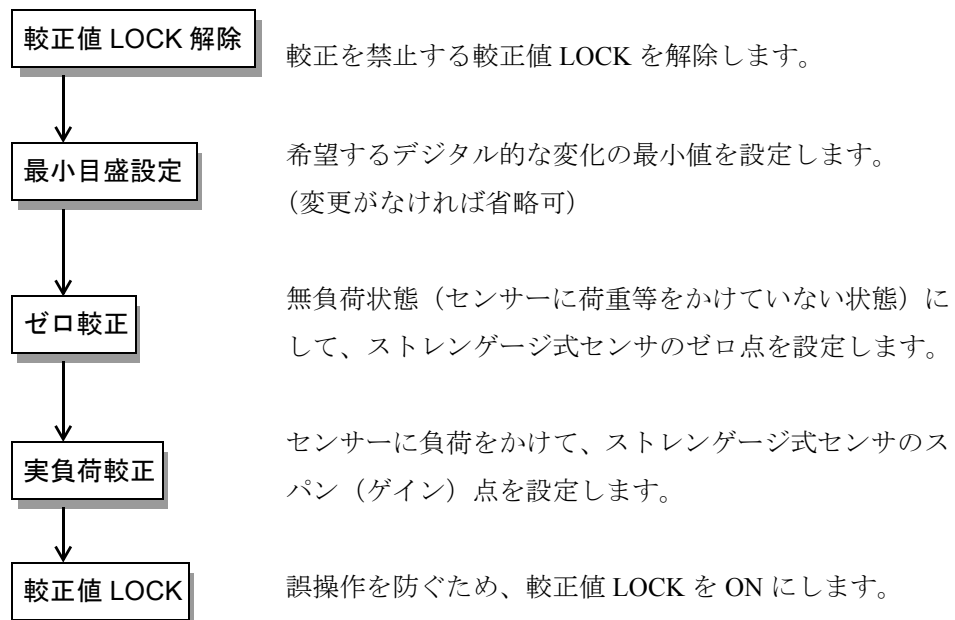 較正値 LOCK 解除
較正を禁止する較正値 LOCK を解除します。
最小目盛設定
希望するデジタル的な変化の最小値を設定します。
（変更がなければ省略可）
ゼロ較正
無負荷状態（センサーに荷重等をかけていない状態）に
して、ストレンゲージ式センサのゼロ点を設定します。
実負荷較正
センサーに負荷をかけて、ストレンゲージ式センサのス
パン（ゲイン）点を設定します。
較正値 LOCK
誤操作を防ぐため、較正値 LOCK を ON にします。